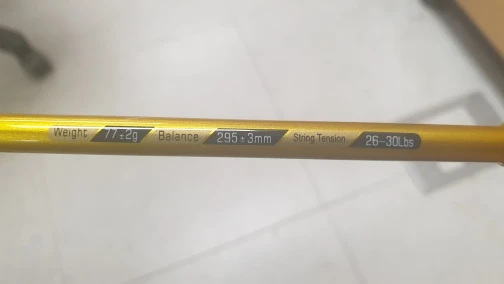 Weight 77±2g Balance 295±3mm String Tension 26-30Lbs